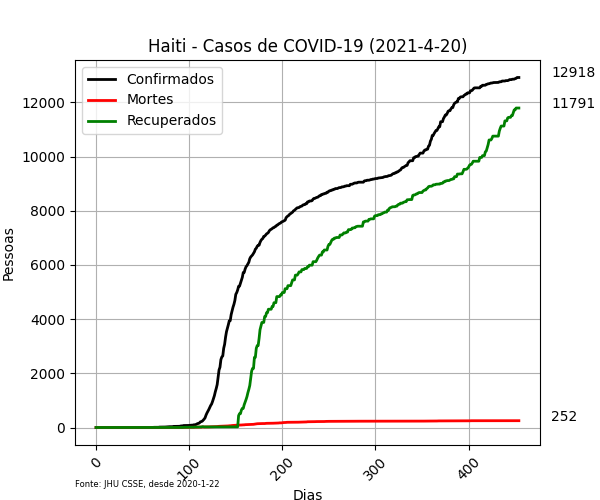 Haiti - Casos de COVID-19 (2021-4-20)
Confirmados
Mortes
Recuperados
12918
11791
252
Pessoas
12000
10000
8000
6000
4000
2000
0
0
100
200
300
400
Dias
Fonte: JHU CSSE, desde 2020-1-22